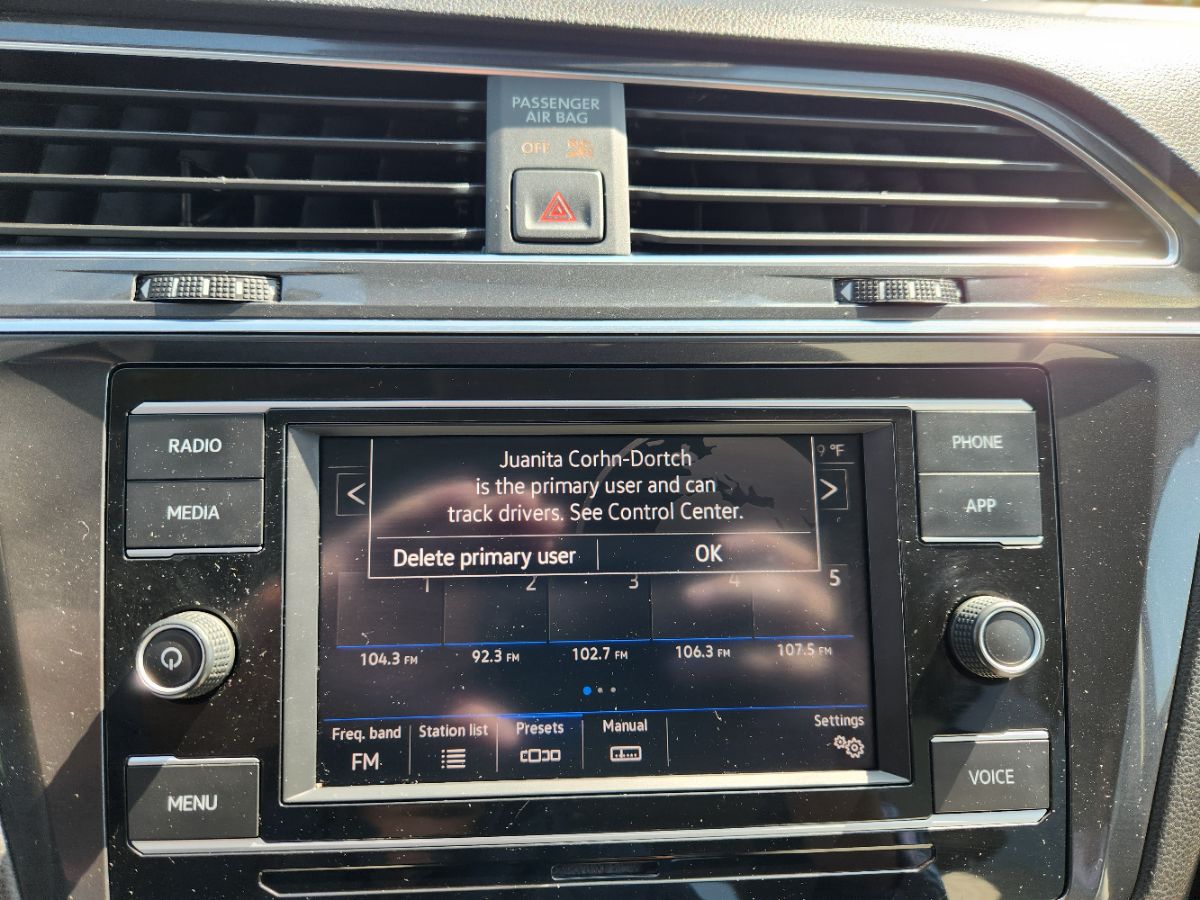 PASSENGER
AIR BAG
OFF
RADIO
MEDIA
MENU
PHONE
APP
VOICE
9 °F
<
>
Juanita Corhn-Dortch
is the primary user and can
track drivers. See Control Center.
Delete primary user
OK
1 2 3 4 5
104.3 FM 92.3 FM 102.7 FM 106.3 FM 107.5 FM
Freq. band Station list Presets Manual Settings
FM